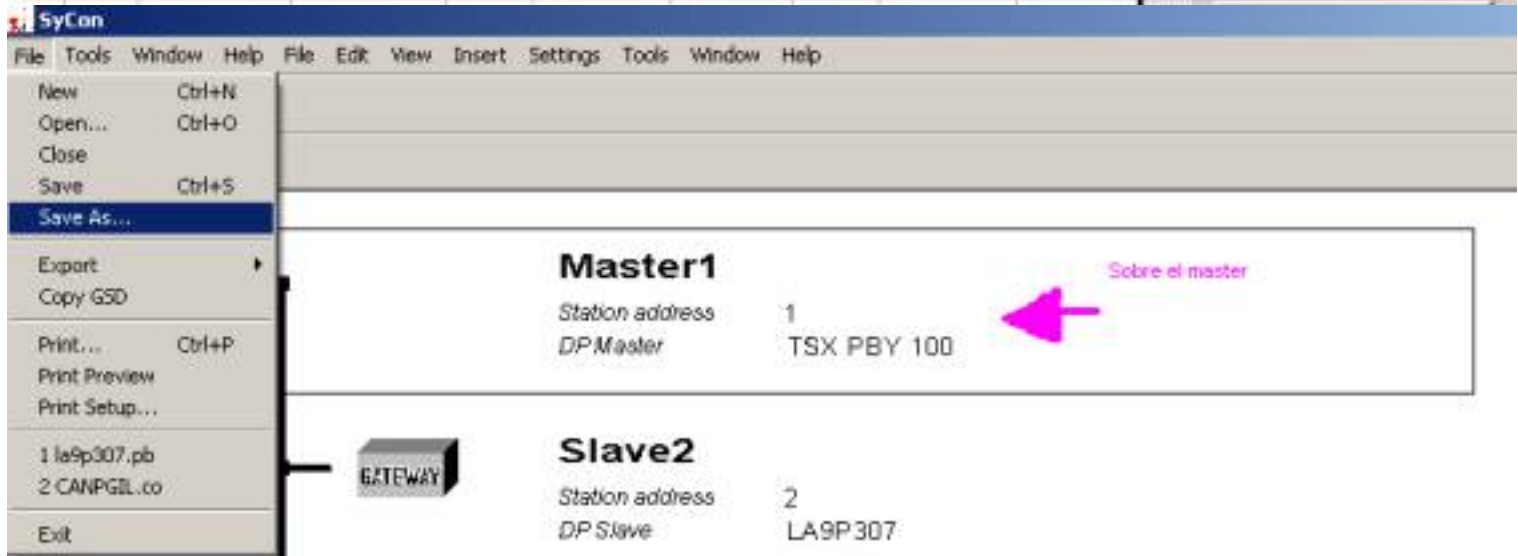 SyCon
File Tools Window Help File Edit View Insert Settings Tools Window Help
New Ctrl+N
Open... Ctrl+O
Close
Save Ctrl+S
Save As...
Export
Copy GSD
Print... Ctrl+P
Print Preview
Print Setup...
1 la9p307.pb
2 CANPGIL.co
Exit
Master1
Station address 1
DP Master TSX PBY 100
Sobre el master
GATEWAY
Slave2
Station address 2
DP Slave LA9P307